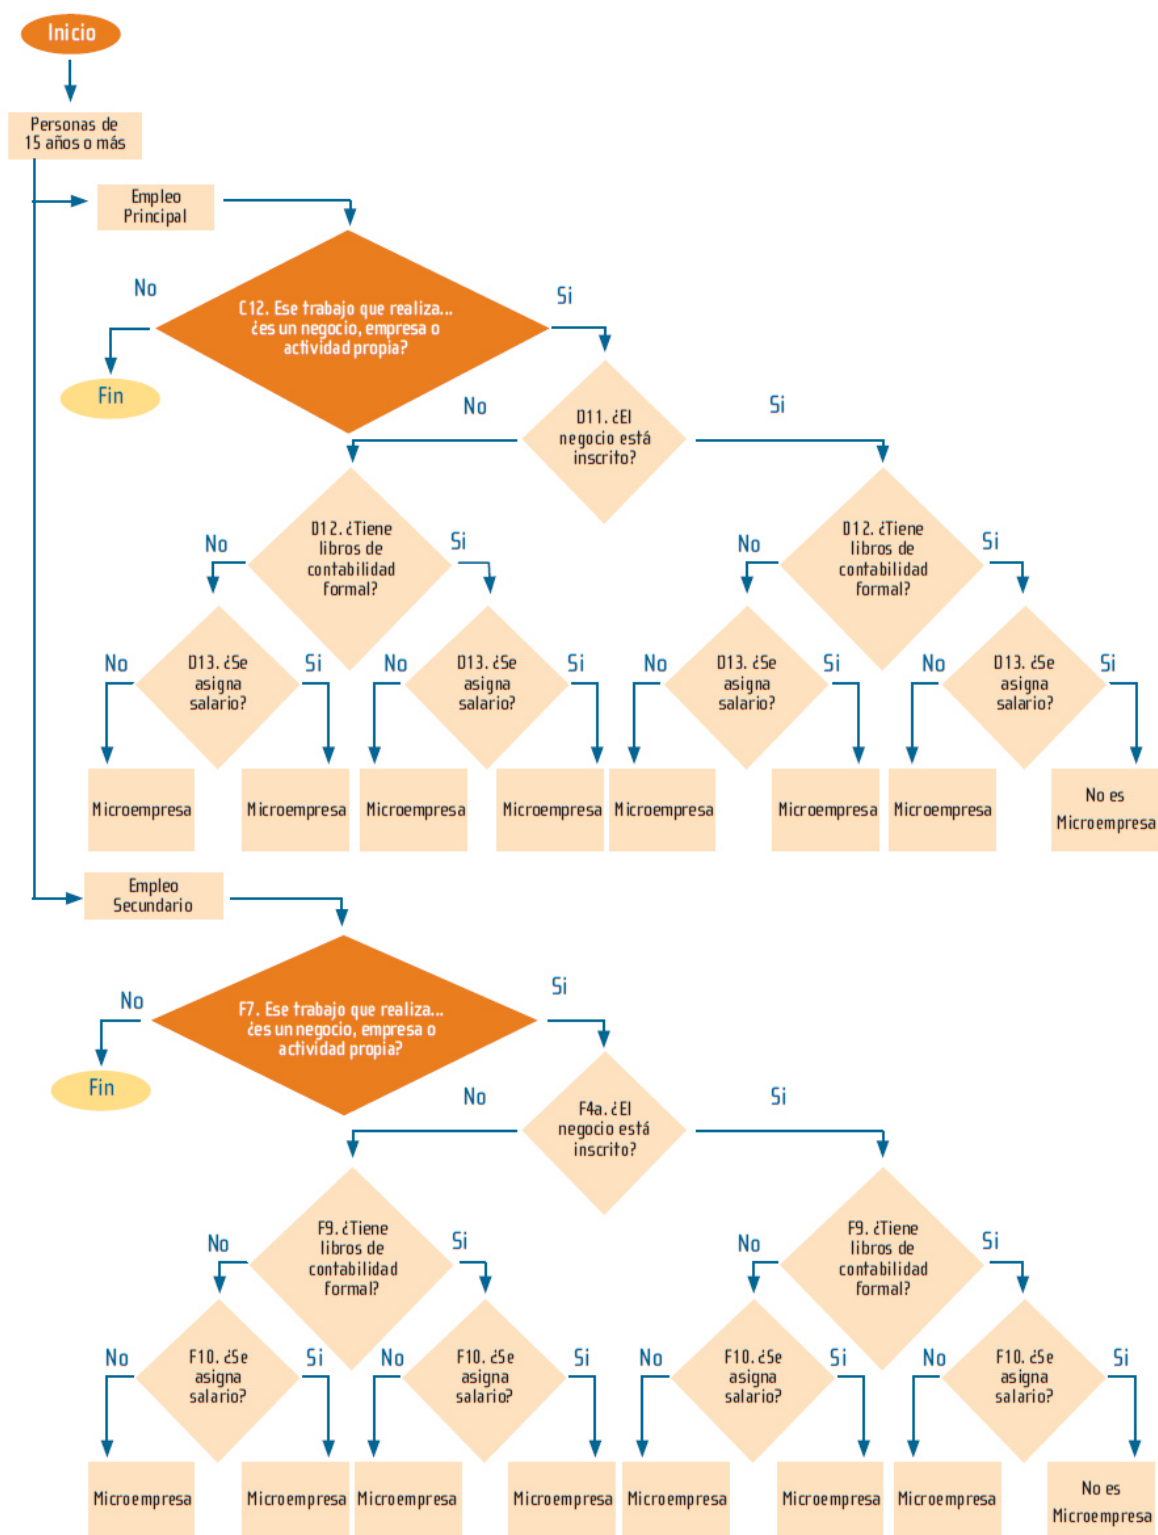 Inicio
Personas de
15 años o más
Empleo
Principal
No
Si
C12. Ese trabajo que realiza...
¿es un negocio, empresa o
actividad propia?
Fin
No
Si
D11. ¿El
negocio está
inscrito?
No
Si
D12. ¿Tiene
libros de
contabilidad
formal?
No
Si
D12. ¿Tiene
libros de
contabilidad
formal?
No
Si
D13. ¿Se
asigna
salario?
No
Si
D13. ¿Se
asigna
salario?
No
Si
D13. ¿Se
asigna
salario?
No
Si
D13. ¿Se
asigna
salario?
Microempresa
Microempresa
Microempresa
Microempresa
Microempresa
Microempresa
Microempresa
No es
Microempresa
Empleo
Secundario
No
Si
F7. Ese trabajo que realiza...
¿es un negocio, empresa o
actividad propia?
Fin
No
Si
F4a. ¿El
negocio está
inscrito?
No
Si
F9. ¿Tiene
libros de
contabilidad
formal?
No
Si
F9. ¿Tiene
libros de
contabilidad
formal?
No
Si
F10. ¿Se
asigna
salario?
No
Si
F10. ¿Se
asigna
salario?
No
Si
F10. ¿Se
asigna
salario?
No
Si
F10. ¿Se
asigna
salario?
Microempresa
Microempresa
Microempresa
Microempresa
Microempresa
Microempresa
Microempresa
No es
Microempresa